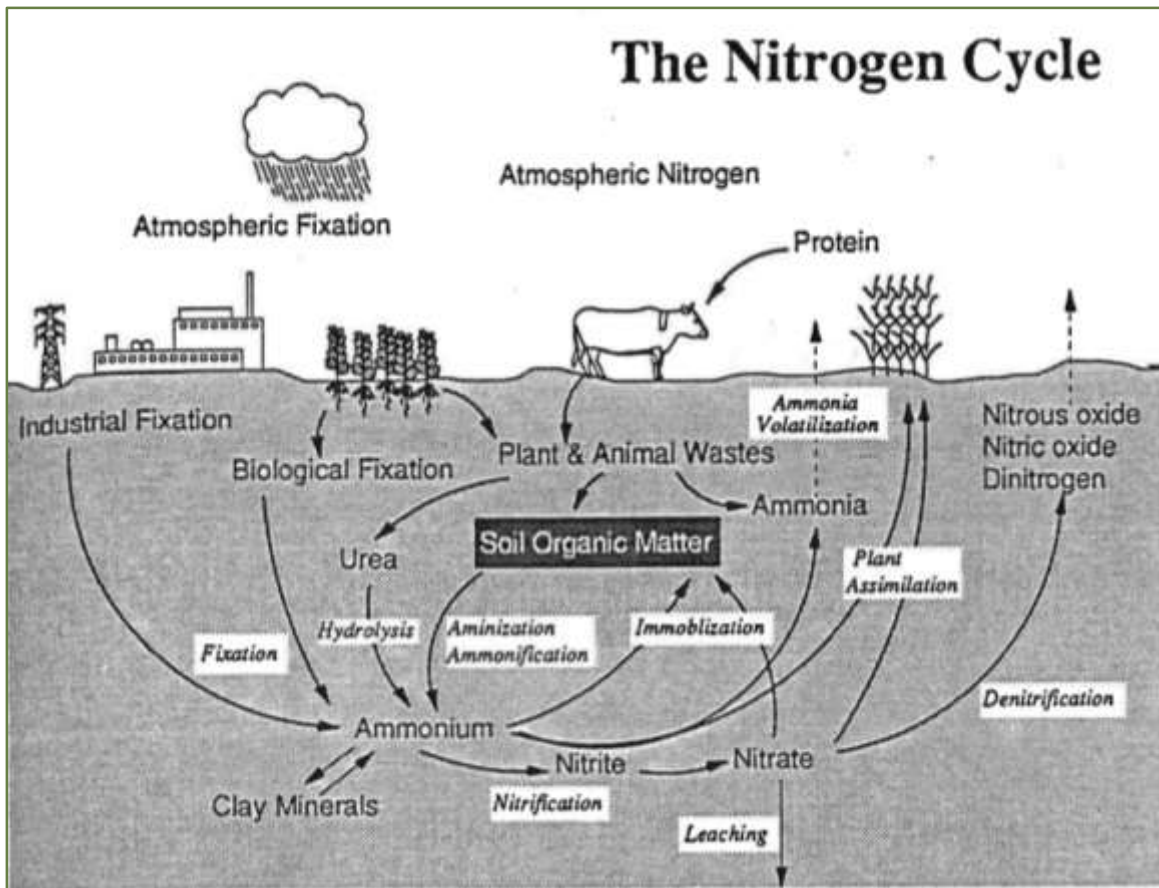 The Nitrogen Cycle
Atmospheric Nitrogen
Atmospheric Fixation
Protein
Industrial Fixation
Biological Fixation
Plant & Animal Wastes
Ammonia
Volatilization
Nitrous oxide
Nitric oxide
Dinitrogen
Ammonia
Urea
Soil Organic Matter
Plant
Assimilation
Fixation
Hydrolysis
Aminization
Ammonification
Immoblization
Denitrification
Ammonium
Nitrite
Nitrate
Clay Minerals
Nitrification
Leaching